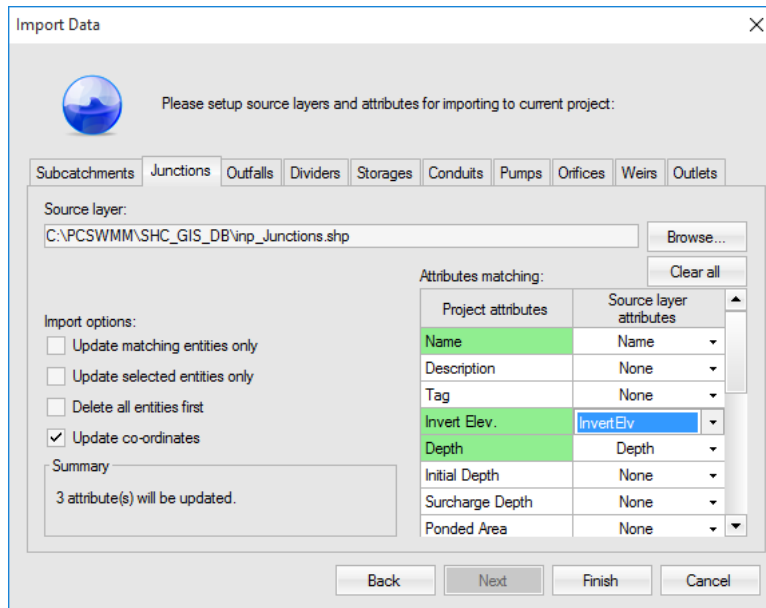 Import Data
Please setup source layers and attributes for importing to current project:
Subcatchments Junctions Outfalls Dividers Storages Conduits Pumps Orifices Weirs Outlets
Source layer:
C:\PCSWMM\SHC_GIS_DB\inp_Junctions.shp Browse...
Attributes matching: Clear all
Project attributes Source layer attributes
Import options:
Update matching entities only
Update selected entities only
Delete all entities first
Update co-ordinates
Summary
3 attribute(s) will be updated.
Name Name
Description None
Tag None
Invert Elev. InvertElv
Depth Depth
Initial Depth None
Surcharge Depth None
Ponded Area None
Back Next Finish Cancel